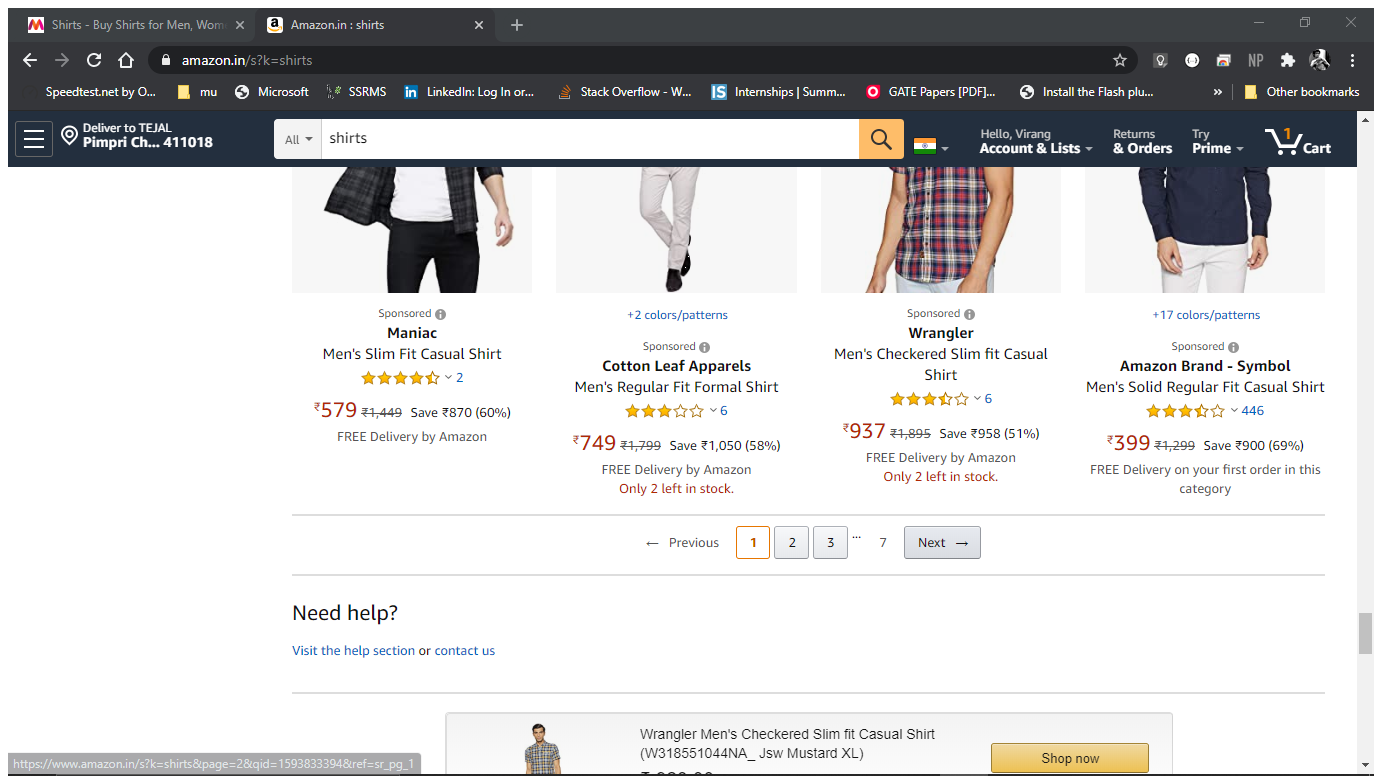 Shirts - Buy Shirts for Men, Wom
Amazon.in : shirts
amazon.in/s?k=shirts
NP
Speedtest.net by O...
mu
Microsoft
SSRMS
LinkedIn: Log In or...
Stack Overflow - W...
IS Internships | Summ...
GATE Papers [PDF]...
Install the Flash plu...
»
Other bookmarks
Deliver to TEJAL
Pimpri Ch... 411018
All
shirts
Hello, Virang
Account & Lists
Returns
& Orders
Try
Prime
1
Cart
Sponsored
Maniac
Men's Slim Fit Casual Shirt
2
₹579 ₹1,449 Save ₹870 (60%)
FREE Delivery by Amazon
+2 colors/patterns
Sponsored
Cotton Leaf Apparels
Men's Regular Fit Formal Shirt
6
₹749 ₹1,799 Save ₹1,050 (58%)
FREE Delivery by Amazon
Only 2 left in stock.
Sponsored
Wrangler
Men's Checkered Slim fit Casual
Shirt
6
₹937 ₹1,895 Save ₹958 (51%)
FREE Delivery by Amazon
Only 2 left in stock.
+17 colors/patterns
Sponsored
Amazon Brand - Symbol
Men's Solid Regular Fit Casual Shirt
446
₹399 ₹1,299 Save ₹900 (69%)
FREE Delivery on your first order in this
category
← Previous 1 2 3 ... 7 Next →
Need help?
Visit the help section or contact us
Wrangler Men's Checkered Slim fit Casual Shirt
(W318551044NA_ Jsw Mustard XL)
Shop now
https://www.amazon.in/s?k=shirts&page=2&qid=1593833394&ref=sr_pg_1